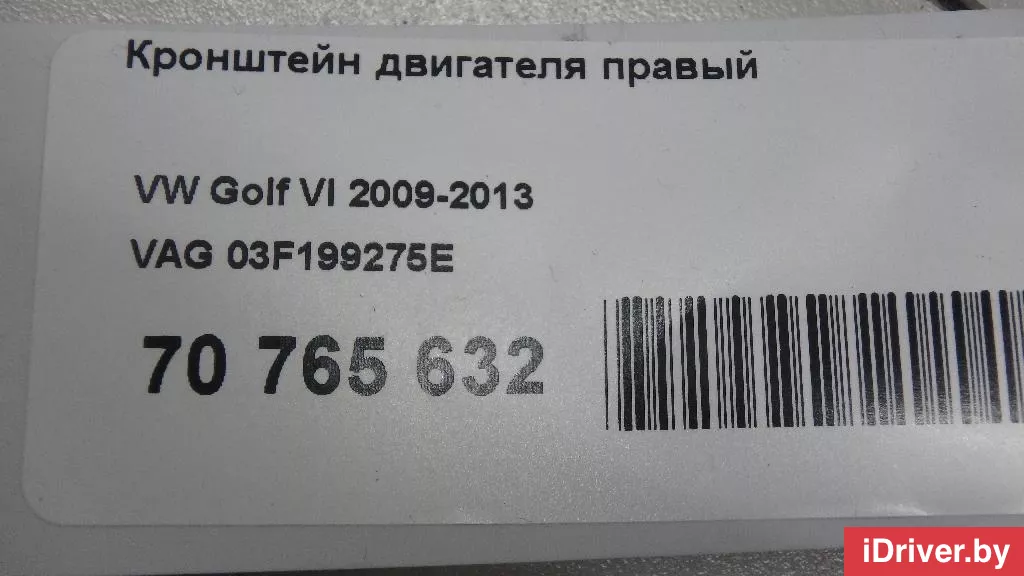 Кронштейн двигателя правый
VW Golf VI 2009-2013
VAG 03F199275E
70 765 632
iDriver.by